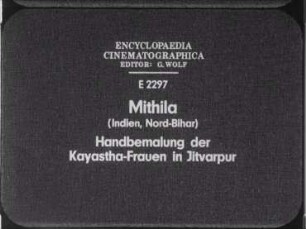 ENCYCLOPAEDIA
CINEMATOGRAPHICA
EDITOR: G. WOLF
E 2297
Mithila
(Indien, Nord-Bihar)
Handbemalung der
Kayastha-Frauen in Jitvarpur